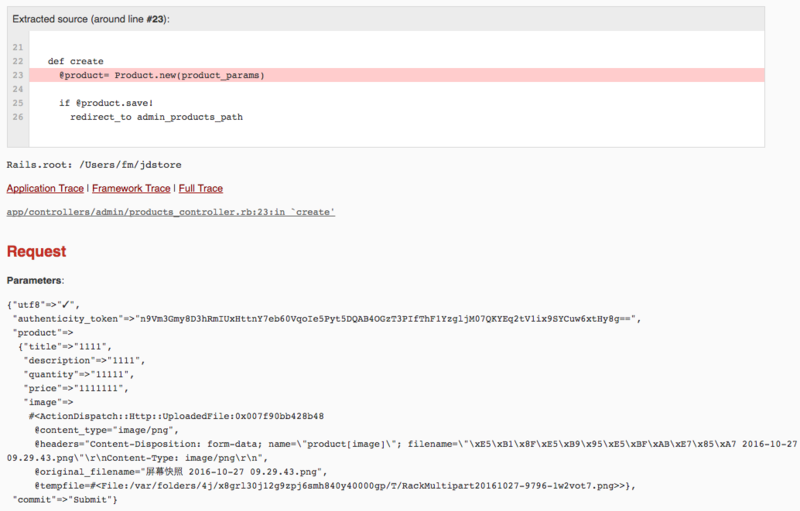 Extracted source (around line #23):
21
22 def create
23 @product= Product.new(product_params)
24
25 if @product.save!
26 redirect_to admin_products_path
Rails.root: /Users/fm/jdstore
Application Trace | Framework Trace | Full Trace
app/controllers/admin/products_controller.rb:23:in `create'
Request
Parameters:
{"utf8"=>"✓",
"authenticity_token"=>"n9Vm3Gmy8D3hRmIUxHttnY7eb60VqoIe5Pyt5DQAB4OGzT3PIfThF1YzgljM07QKYEq2tV1ix9SYCuw6xtHy8g==",
"product"=>
{"title"=>"1111",
"description"=>"1111",
"quantity"=>"11111",
"price"=>"1111111",
"image"=>
#<ActionDispatch::Http::UploadedFile:0x007f90bb428b48
@content_type="image/png",
@headers="Content-Disposition: form-data; name=\"product[image]\"; filename=\"\xE5\xB1\x8F\xE5\xB9\x95\xE5\xBF\xAB\xE7\x85\xA7 2016-10-27
09.29.43.png\"\r\nContent-Type: image/png\r\n",
@original_filename="屏幕快照 2016-10-27 09.29.43.png",
@tempfile=#<File:/var/folders/4j/x8grl30j12g9zpj6smh840y40000gp/T/RackMultipart20161027-9796-1w2vot7.png>>},
"commit"=>"Submit"}